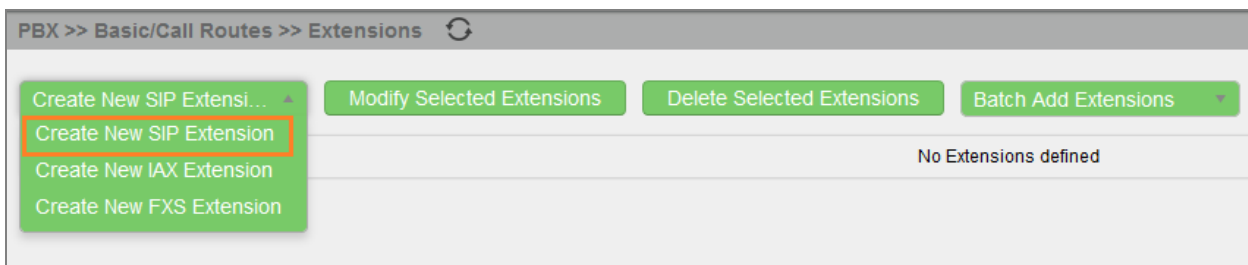 PBX >> Basic/Call Routes >> Extensions
Create New SIP Extensi... Modify Selected Extensions Delete Selected Extensions Batch Add Extensions
Create New SIP Extension
No Extensions defined
Create New IAX Extension
Create New FXS Extension